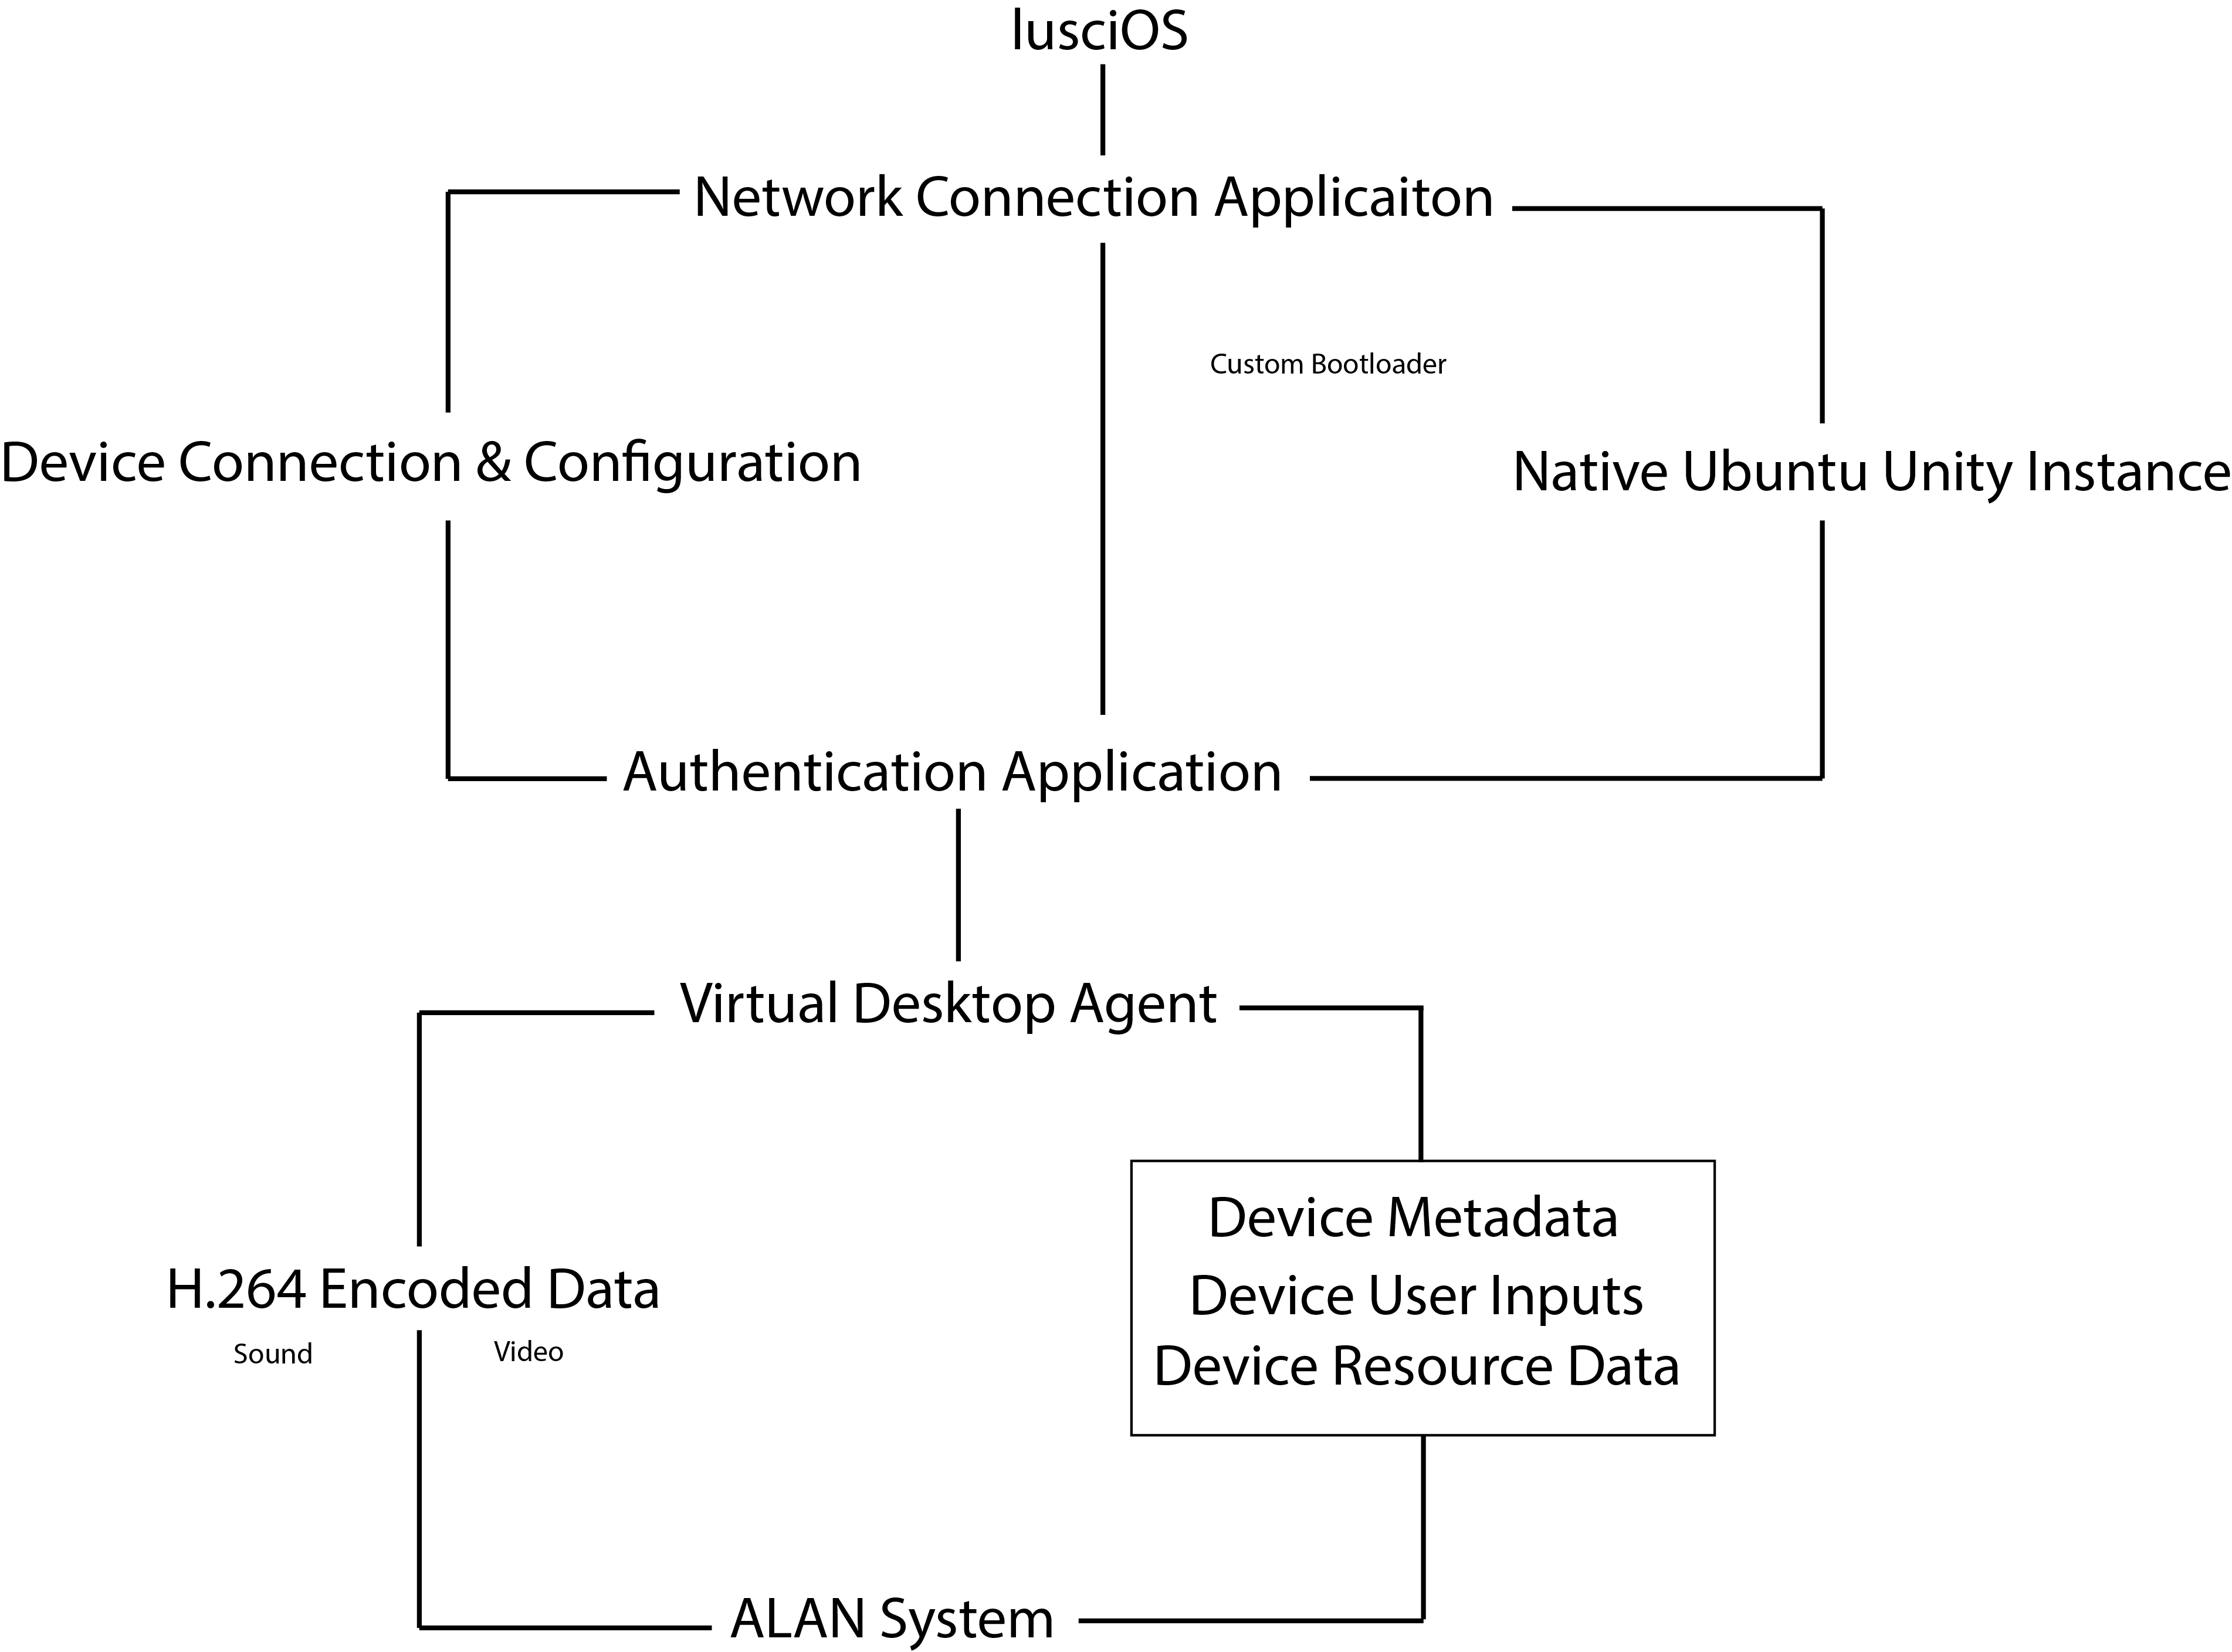 lusciOS
Network Connection Applicaiton
Custom Bootloader
Device Connection & Configuration
Native Ubuntu Unity Instance
Authentication Application
Virtual Desktop Agent
Device Metadata
Device User Inputs
Device Resource Data
H.264 Encoded Data
Sound
Video
ALAN System